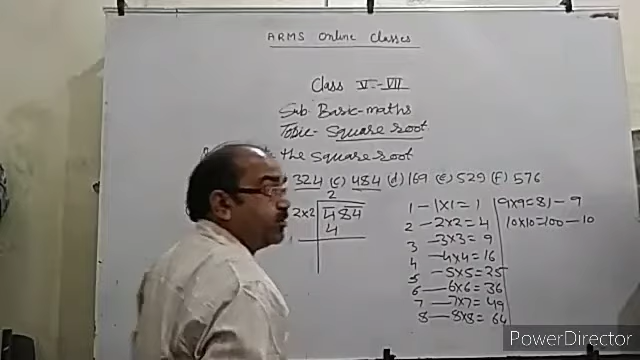 ARMS Online Classes
Class V-VII
Sub. Basic-maths
Topic- Square root
the square root
324 (c) 484 (d) 169 (e) 529 (f) 576
2
2x2 484
4
1 - 1x1 = 1
2 - 2x2 = 4
3 - 3x3 = 9
4 - 4x4 = 16
5 - 5x5 = 25
6 - 6x6 = 36
7 - 7x7 = 49
8 - 8x8 = 64
9x9 = 81 - 9
10x10 = 100 - 10
PowerDirector